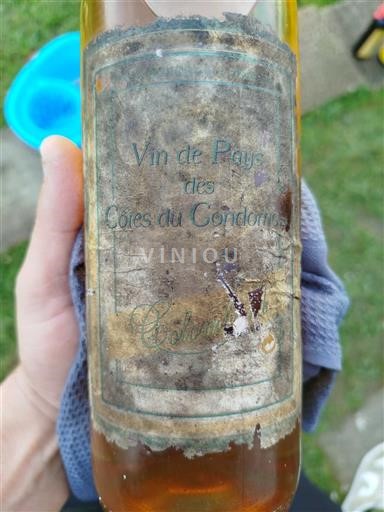 Vin de Pays
des
Côtes du Condomois
VINIOU